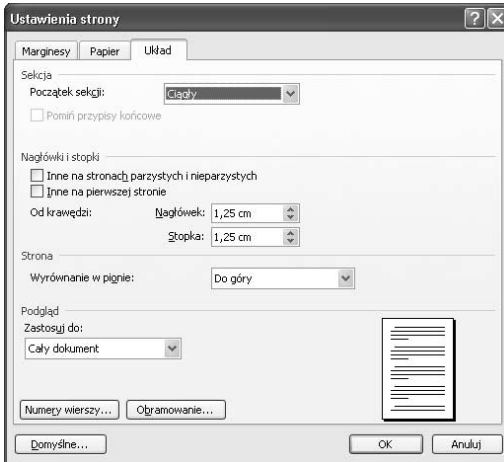 Ustawienia strony
Marginesy Papier Układ
Sekcja
Początek sekcji: Ciągły
Pomiń przypisy końcowe
Nagłówki i stopki
Inne na stronach parzystych i nieparzystych
Inne na pierwszej stronie
Od krawędzi: Nagłówek: 1,25 cm
Stopka: 1,25 cm
Strona
Wyrównanie w pionie: Do góry
Podgląd
Zastosuj do:
Cały dokument
Numery wierszy... Obramowanie...
Domyślne... OK Anuluj